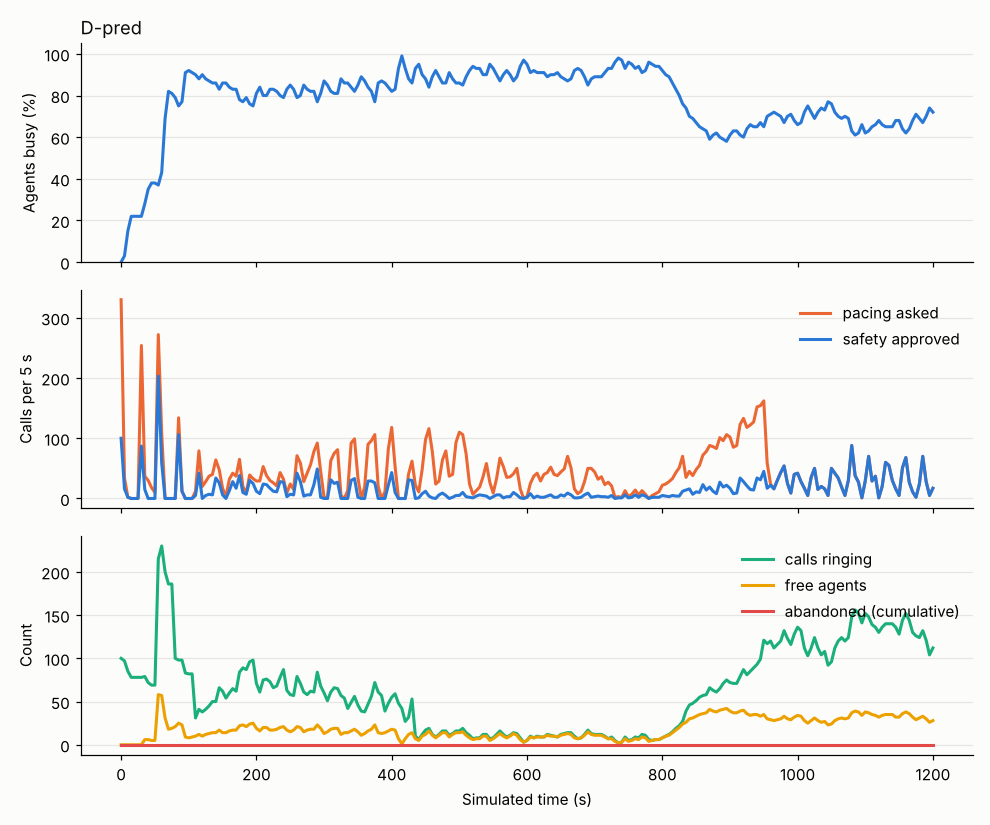 D-pred
Agents busy (%)
100
80
60
40
20
0
Calls per 5 s
300
200
100
0
pacing asked
safety approved
Count
200
150
100
50
0
calls ringing
free agents
abandoned (cumulative)
0 200 400 600 800 1000 1200
Simulated time (s)